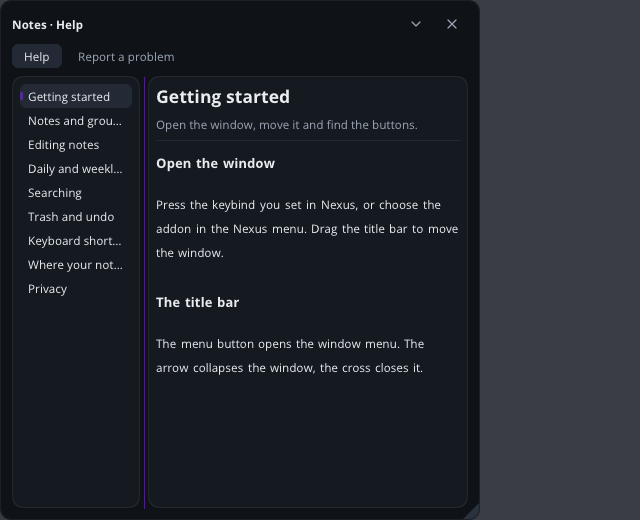 Notes · Help
Help
Report a problem
Getting started
Notes and grou...
Editing notes
Daily and weekl...
Searching
Trash and undo
Keyboard short...
Where your not...
Privacy
Getting started
Open the window, move it and find the buttons.
Open the window
Press the keybind you set in Nexus, or choose the
addon in the Nexus menu. Drag the title bar to move
the window.
The title bar
The menu button opens the window menu. The
arrow collapses the window, the cross closes it.